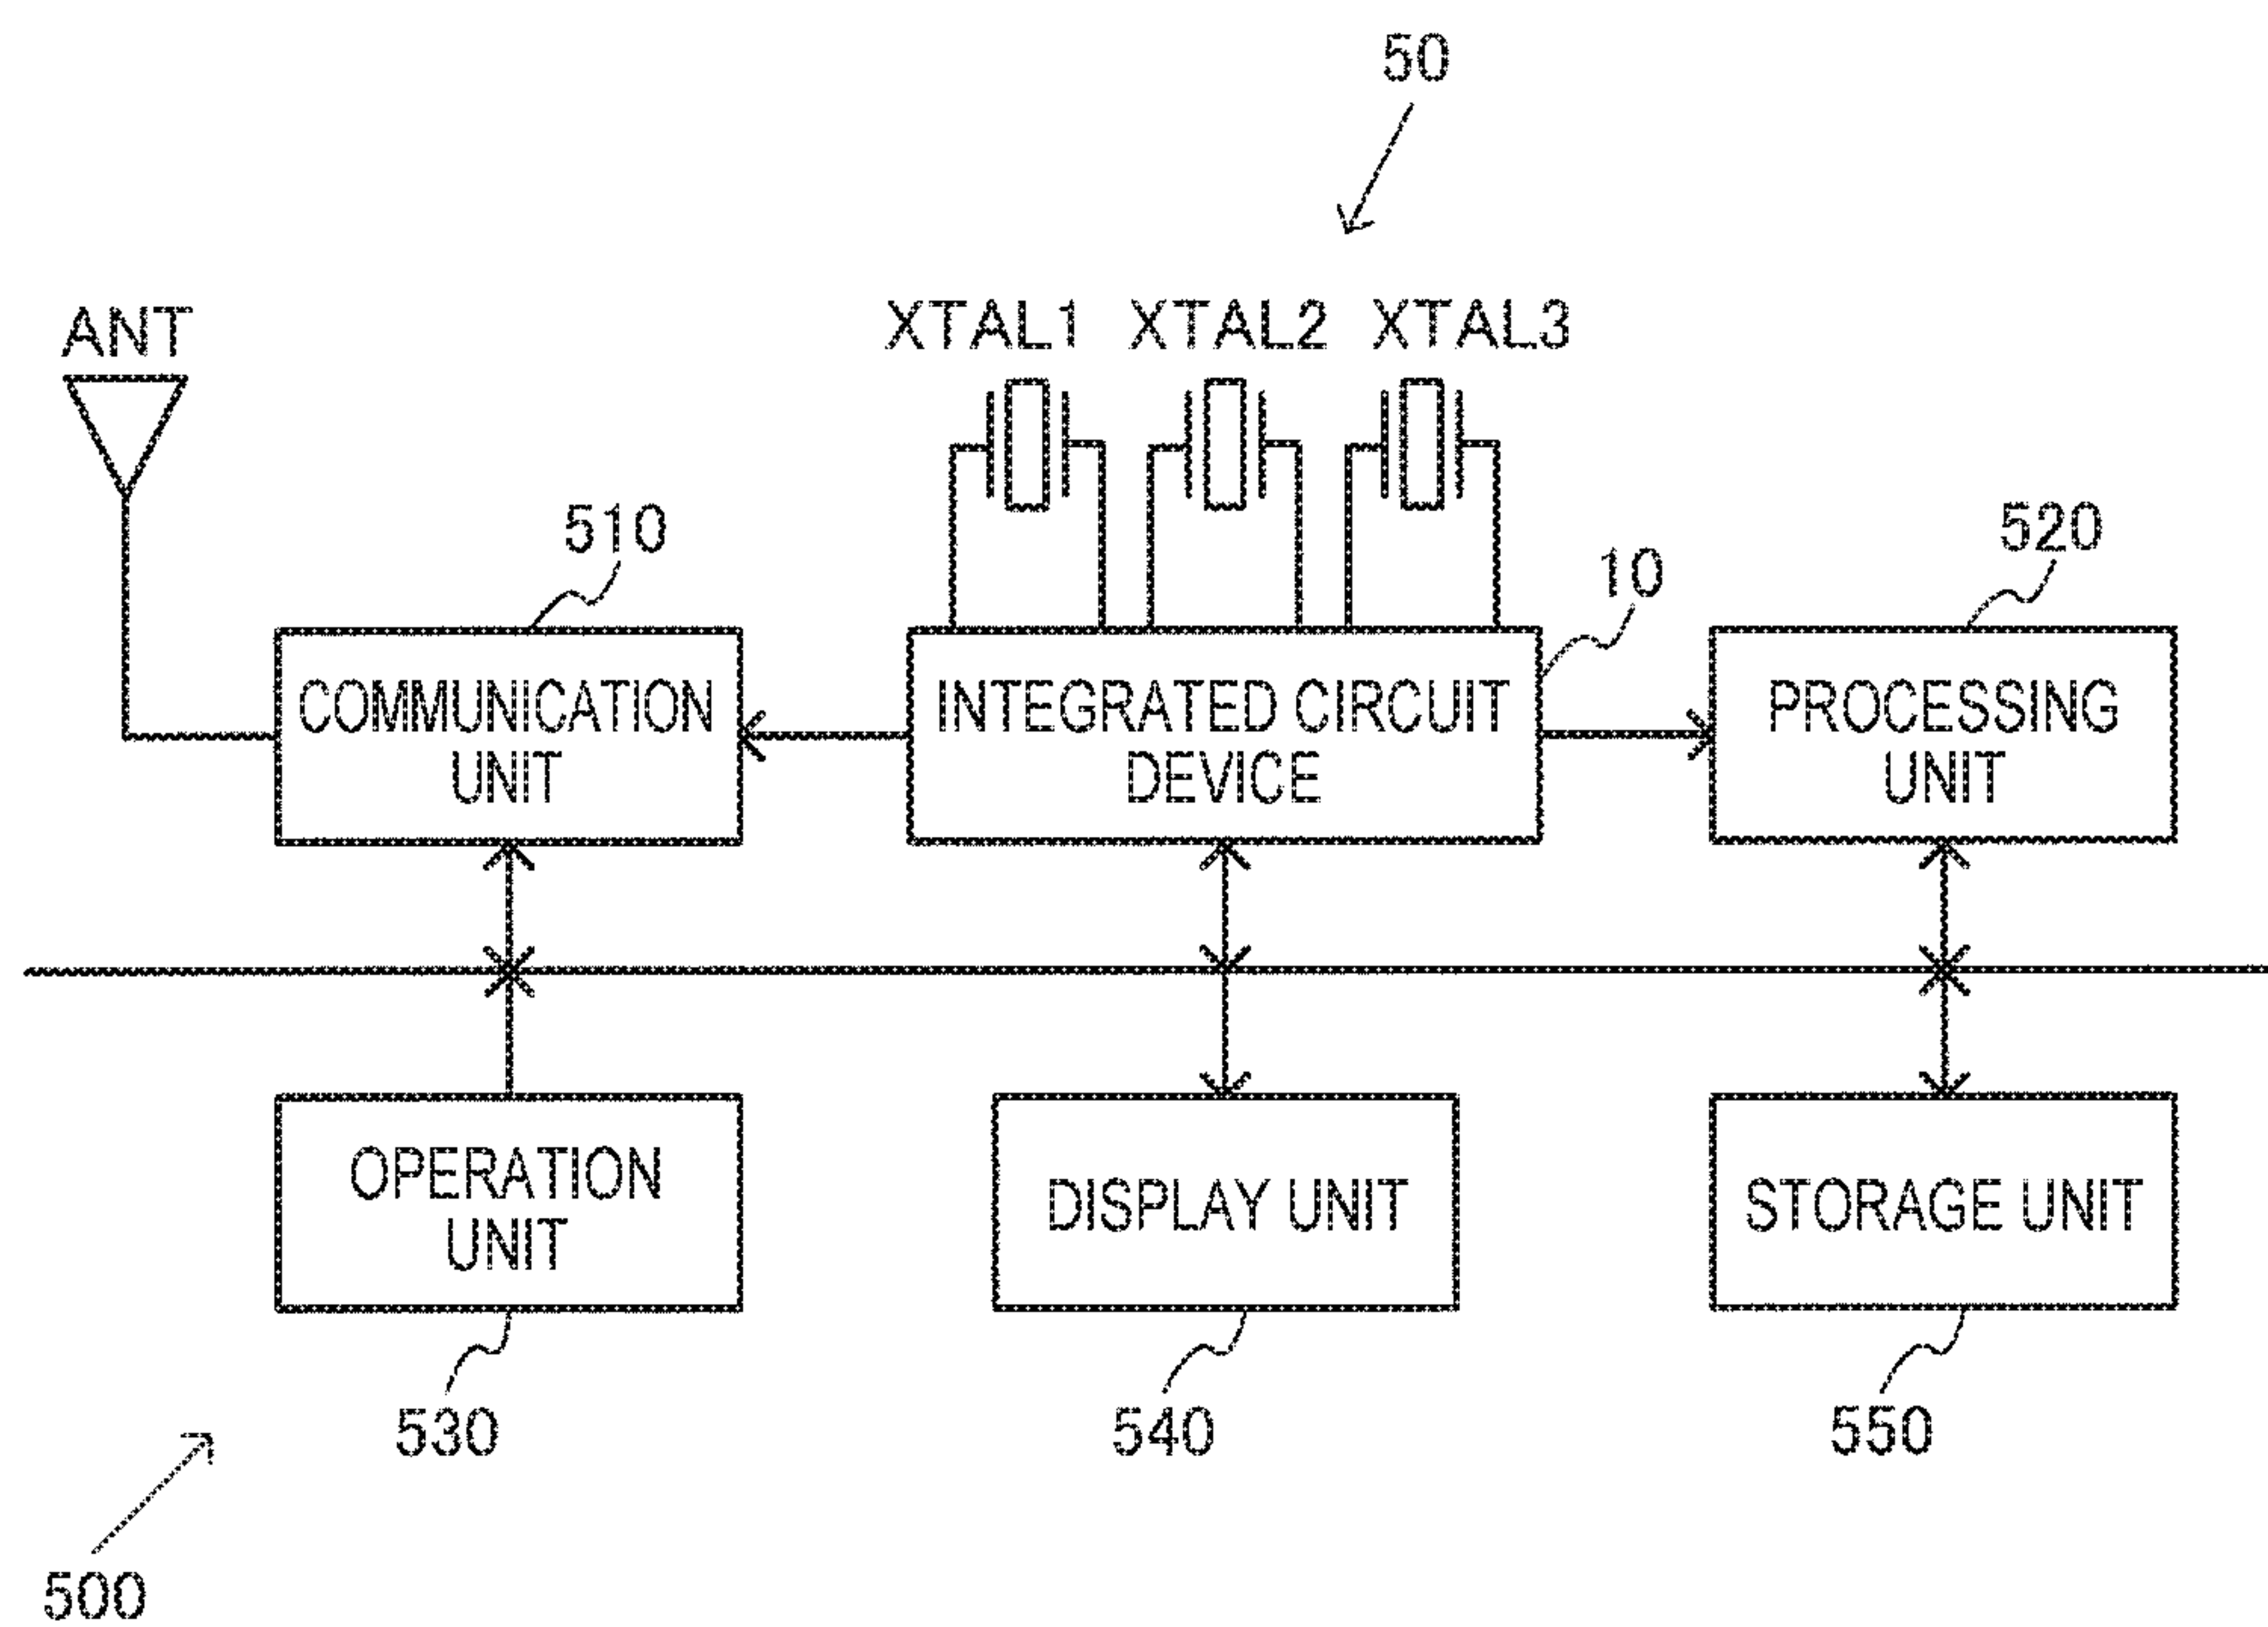 50
ANT
XTAL1 XTAL2 XTAL3
510
10
520
COMMUNICATION
UNIT
INTEGRATED CIRCUIT
DEVICE
PROCESSING
UNIT
OPERATION
UNIT
DISPLAY UNIT
STORAGE UNIT
530
540
550
500